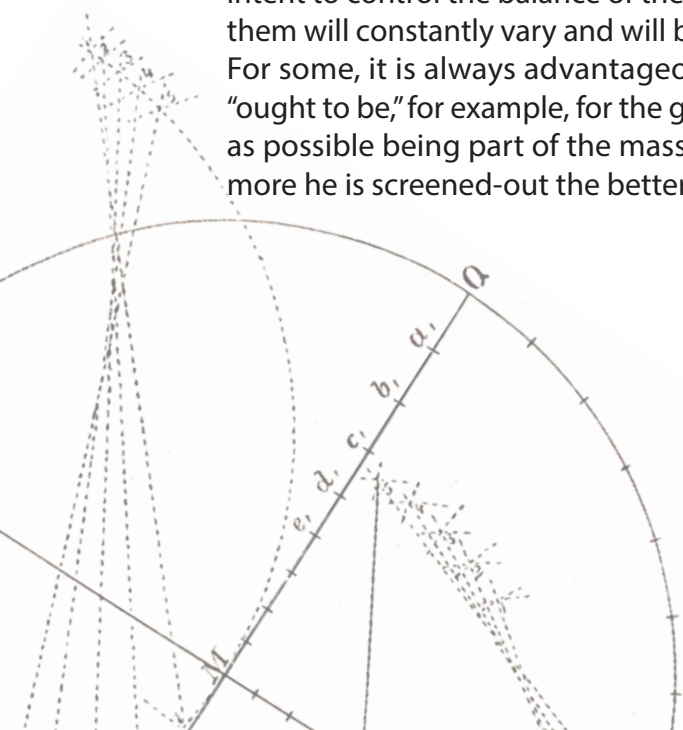 them will constantly vary and will b
For some, it is always advantageo
“ought to be,” for example, for the g
as possible being part of the mass
more he is screened-out the better
Q
a,
b,
c,
d,
e,
M